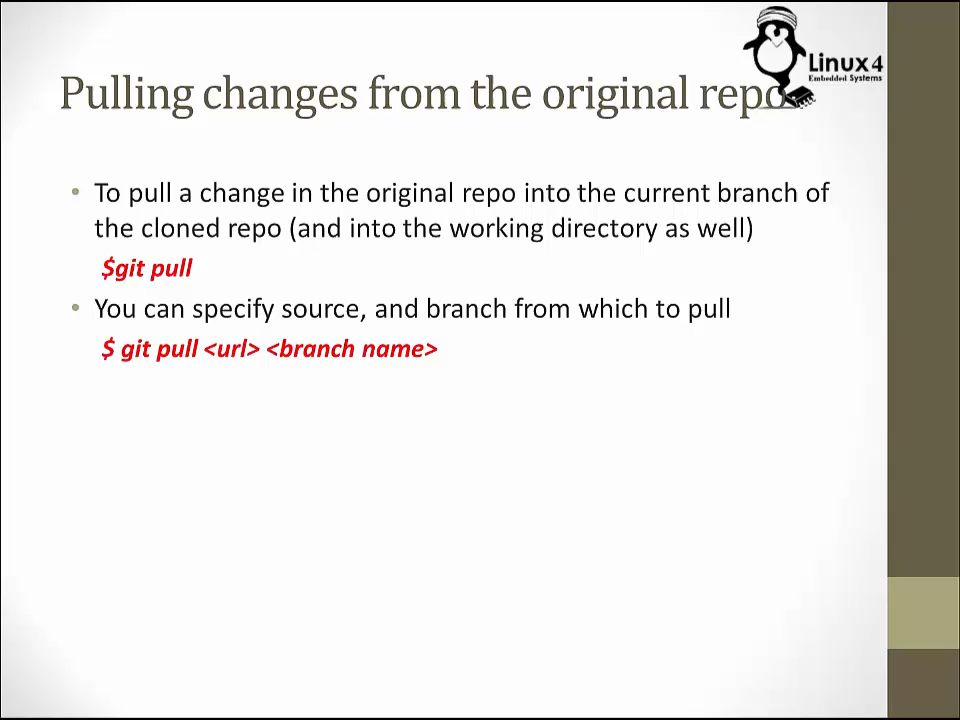 Linux4
Embedded Systems
Pulling changes from the original repo
• To pull a change in the original repo into the current branch of
the cloned repo (and into the working directory as well)
$git pull
• You can specify source, and branch from which to pull
$ git pull <url> <branch name>